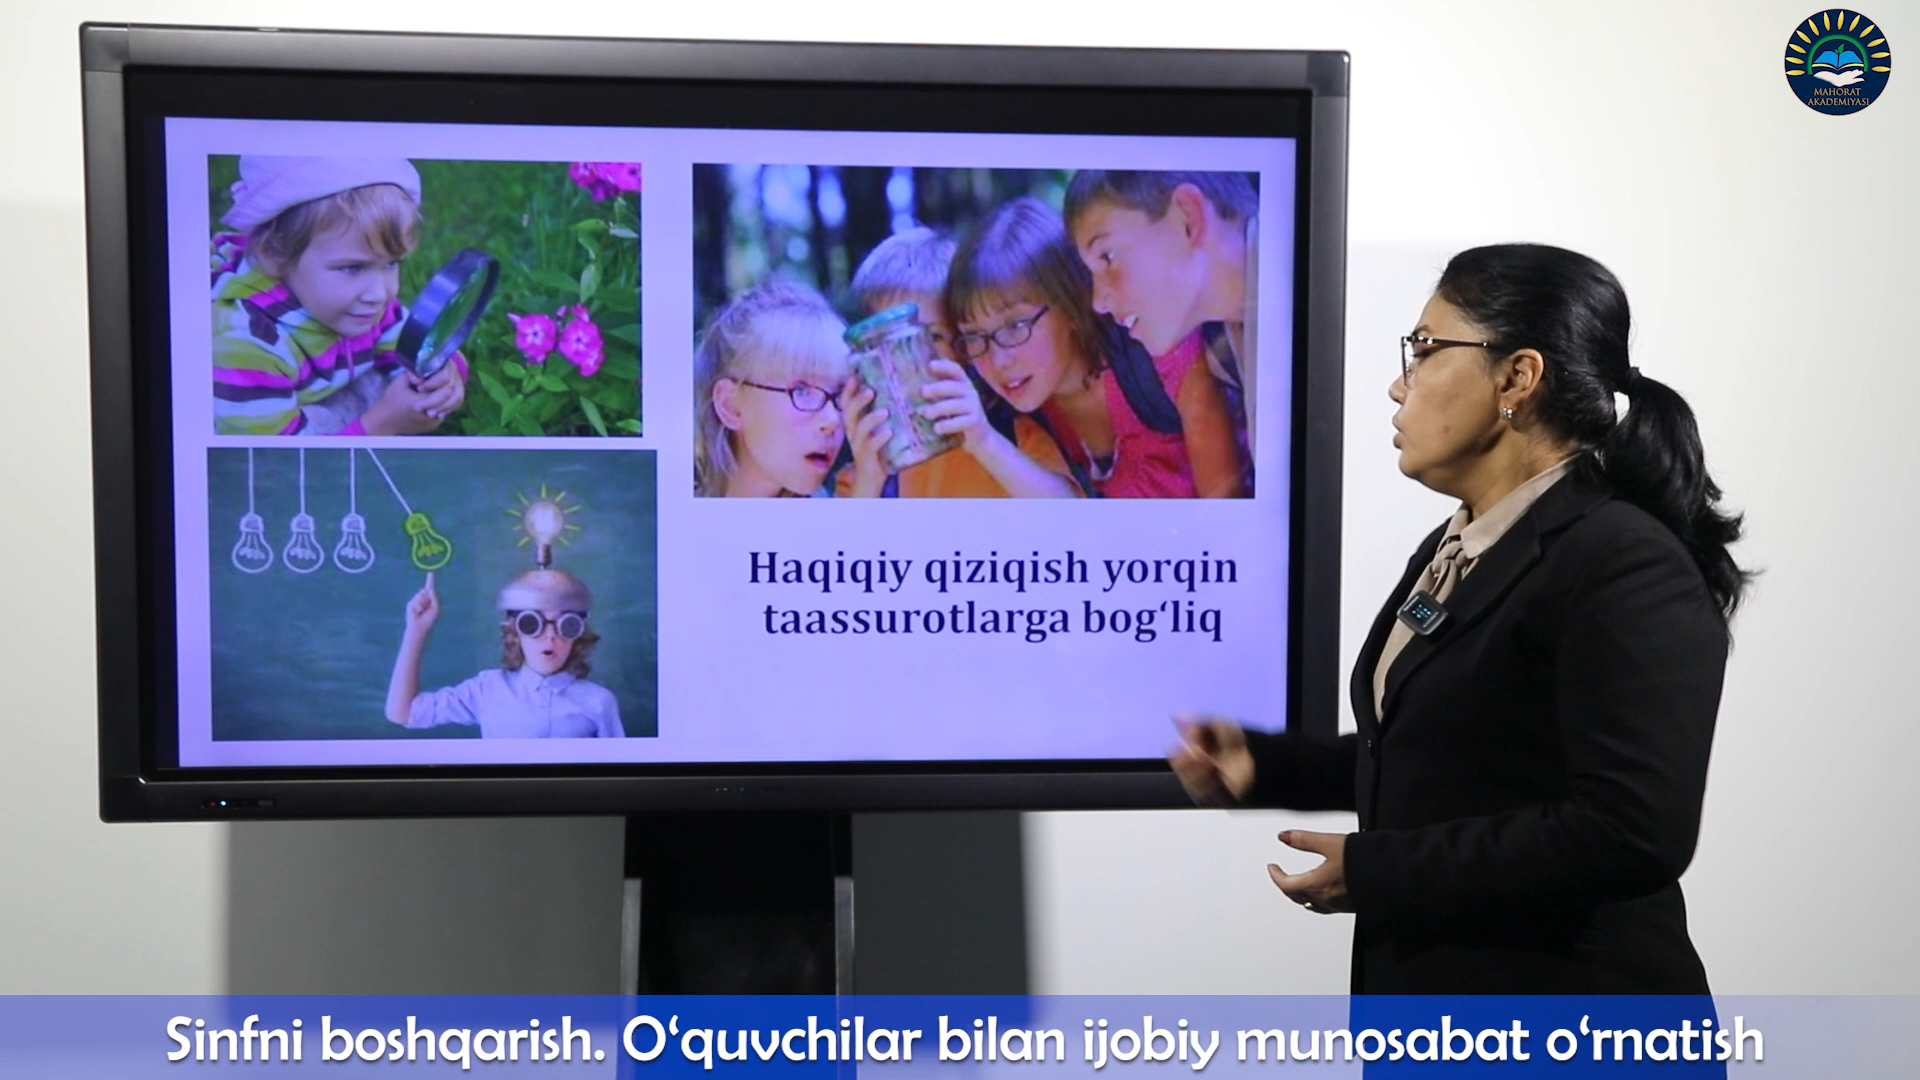 MAHORAT
AKADEMIYASI
Haqiqiy qiziqish yorqin
taassurotlarga bog‘liq
Sinfni boshqarish. O‘quvchilar bilan ijobiy munosabat o‘rnatish